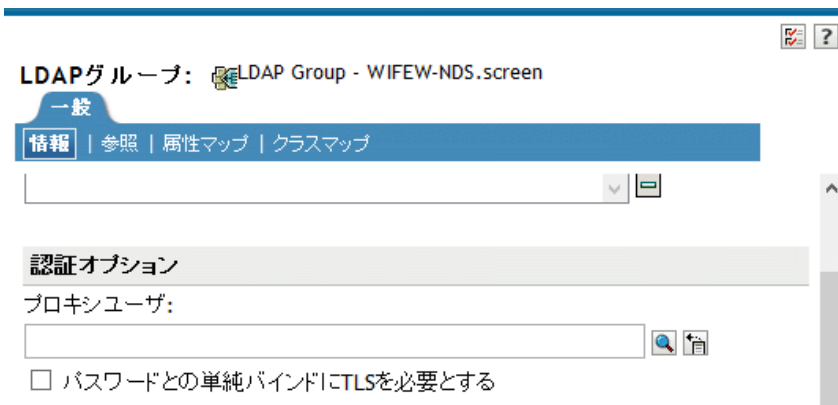 ?
LDAPグループ: LDAP Group - WIFEW-NDS.screen
一般
情報 | 参照 | 属性マップ | クラスマップ
認証オプション
プロキシユーザ:
パスワードとの単純バインドにTLSを必要とする